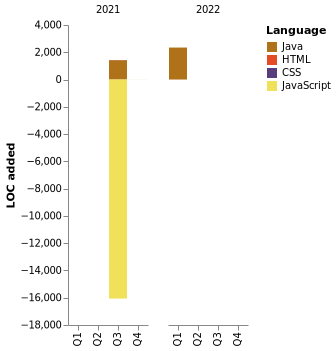 2021 2022
4,000
2,000
0
−2,000
−4,000
−6,000
−8,000
−10,000
−12,000
−14,000
−16,000
−18,000
LOC added
Q1 Q2 Q3 Q4 Q1 Q2 Q3 Q4
Language
Java
HTML
CSS
JavaScript